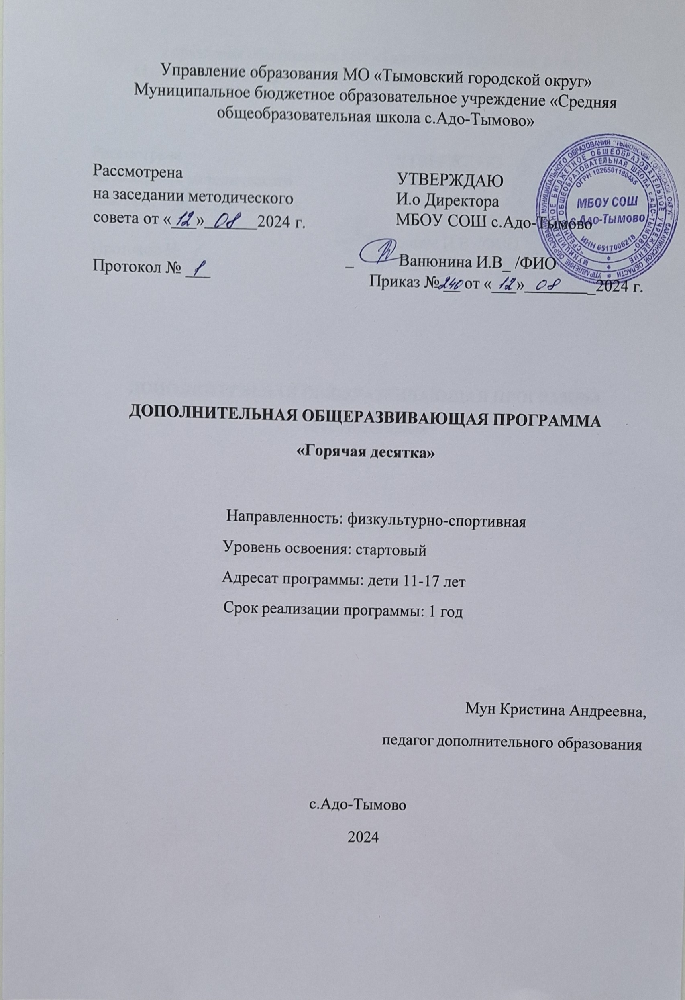 Управление образования МО «Тымовский городской округ»
Муниципальное бюджетное образовательное учреждение «Средняя
общеобразовательная школа с.Адо-Тымово»
Рассмотрена
на заседании методического
совета от «12» 08 2024 г.
Протокол № 1
УТВЕРЖДАЮ
И.о Директора
МБОУ СОШ с.Адо-Тымово
_ Ванюнина И.В_ /ФИО
Приказ №240 от «12» 08 2024 г.
УПРАВЛЕНИЕ ОБРАЗОВАНИЯ МУНИЦИПАЛЬНОГО ОБРАЗОВАНИЯ "ТЫМОВСКИЙ ГОРОДСКОЙ ОКРУГ" САХАЛИНСКОЙ ОБЛАСТИ
МУНИЦИПАЛЬНОЕ БЮДЖЕТНОЕ ОБЩЕОБРАЗОВАТЕЛЬНОЕ УЧРЕЖДЕНИЕ
"СРЕДНЯЯ ОБЩЕОБРАЗОВАТЕЛЬНАЯ ШКОЛА с.АДО-ТЫМОВО"
ОГРН 1026501180485
МБОУ СОШ
с.Адо-Тымово
ИНН 6517006218
ДОПОЛНИТЕЛЬНАЯ ОБЩЕРАЗВИВАЮЩАЯ ПРОГРАММА
«Горячая десятка»
Направленность: физкультурно-спортивная
Уровень освоения: стартовый
Адресат программы: дети 11-17 лет
Срок реализации программы: 1 год
Мун Кристина Андреевна,
педагог дополнительного образования
с.Адо-Тымово
2024